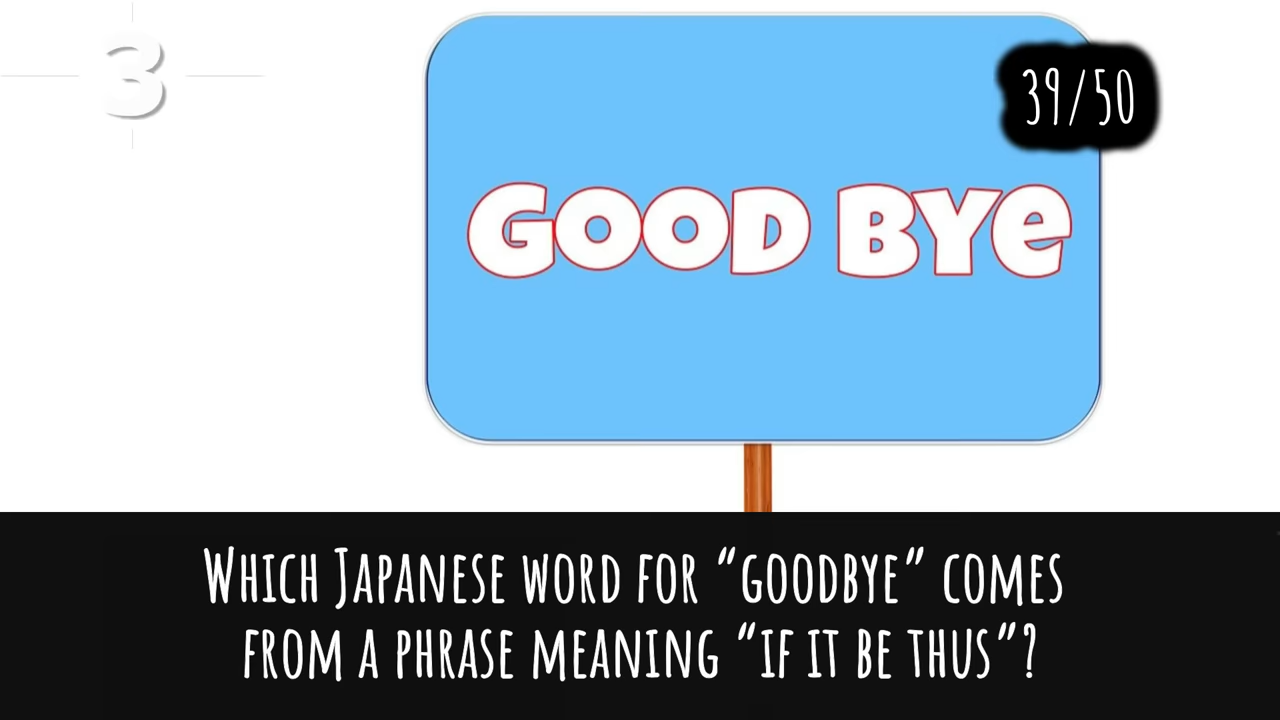 3
39/50
GOOD BYe
Which Japanese word for “goodbye” comes
from a phrase meaning “if it be thus”?